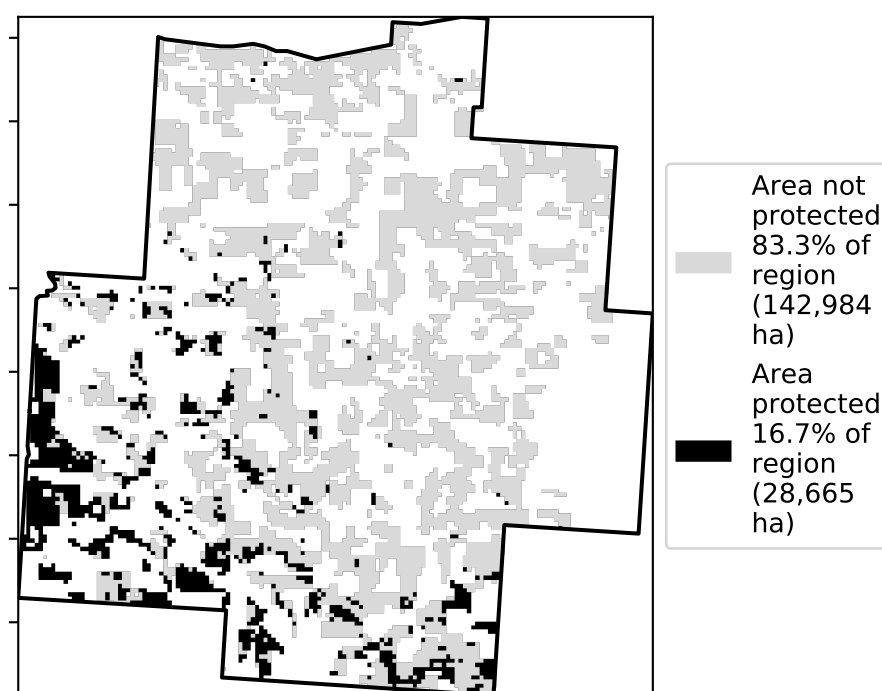 Area not
protected
83.3% of
region
(142,984
ha)
Area
protected
16.7% of
region
(28,665
ha)